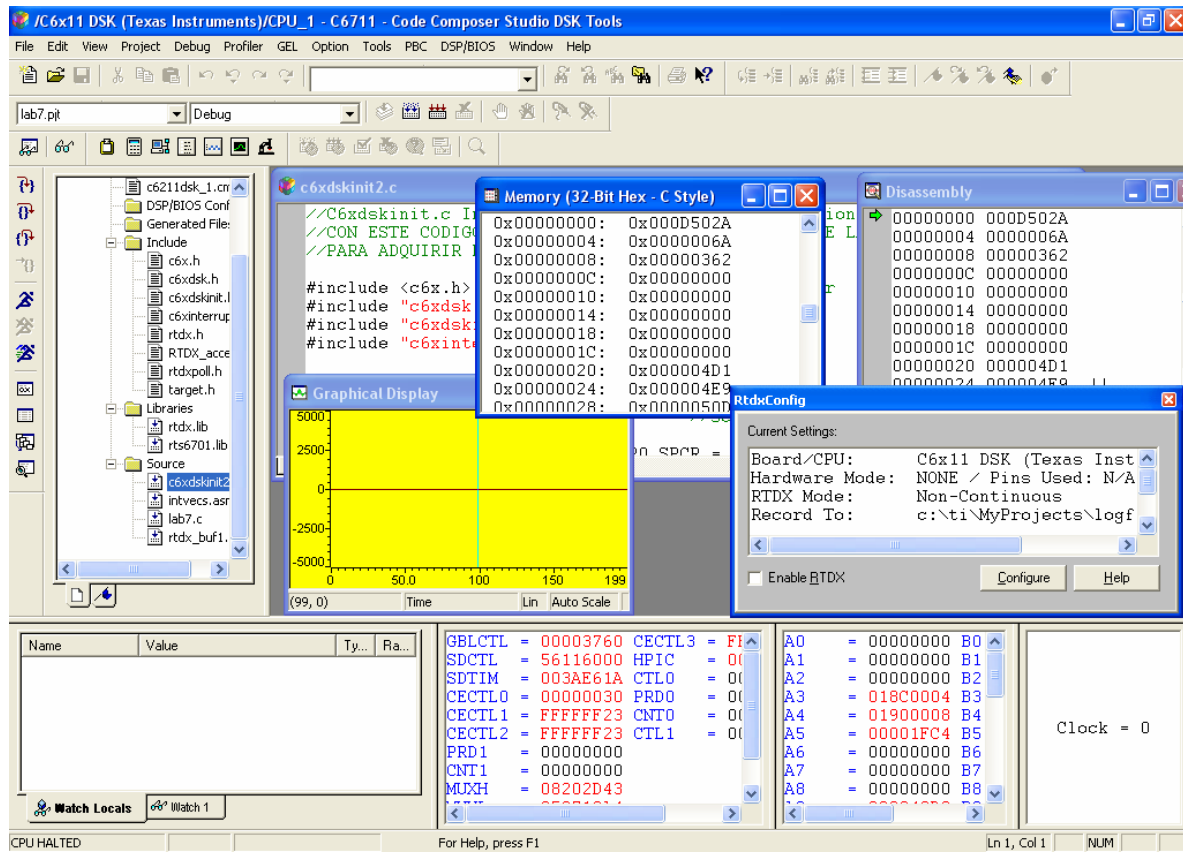 /C6x11 DSK (Texas Instruments)/CPU_1 - C6711 - Code Composer Studio DSK Tools
File Edit View Project Debug Profiler GEL Option Tools PBC DSP/BIOS Window Help
lab7.pjt Debug
c6211dsk_1.cm
DSP/BIOS Conf
Generated File
Include
c6x.h
c6xdsk.h
c6xdskinit.
c6xinterrup
rtdx.h
RTDX_acce
rtdxpoll.h
target.h
Libraries
rtdx.lib
rts6701.lib
Source
c6xdskinit2
intvecs.asm
lab7.c
rtdx_buf1.
c6xdskinit2.c
//C6xdskinit.c In
//CON ESTE CODIGO
//PARA ADQUIRIR
#include <c6x.h>
#include "c6xdsk
#include "c6xdsk
#include "c6xinte
Memory (32-Bit Hex - C Style)
0x00000000: 0x000D502A
0x00000004: 0x0000006A
0x00000008: 0x00000362
0x0000000C: 0x00000000
0x00000010: 0x00000000
0x00000014: 0x00000000
0x00000018: 0x00000000
0x0000001C: 0x00000000
0x00000020: 0x000004D1
0x00000024: 0x000004E9
0x00000028: 0x0000050D
Disassembly
00000000 000D502A
00000004 0000006A
00000008 00000362
0000000C 00000000
00000010 00000000
00000014 00000000
00000018 00000000
0000001C 00000000
00000020 000004D1
00000024 000004E9 ||
Graphical Display
5000
2500
0
-2500
-5000
0 50.0 100 150 199
(99, 0) Time Lin Auto Scale
RtdxConfig
Current Settings:
Board/CPU: C6x11 DSK (Texas Inst
Hardware Mode: NONE / Pins Used: N/A
RTDX Mode: Non-Continuous
Record To: c:\ti\MyProjects\logf
Enable RTDX Configure Help
Name Value Ty... Ra...
Watch Locals Watch 1
GBLCTL = 00003760 CECTL3 = FF
SDCTL = 56116000 HPIC = 00
SDTIM = 003AE61A CTL0 = 00
CECTL0 = 00000030 PRD0 = 00
CECTL1 = FFFFFF23 CNT0 = 00
CECTL2 = FFFFFF23 CTL1 = 00
PRD1 = 00000000
CNT1 = 00000000
MUXH = 08202D43
A0 = 00000000 B0
A1 = 00000000 B1
A2 = 00000000 B2
A3 = 018C0004 B3
A4 = 01900008 B4
A5 = 00001FC4 B5
A6 = 00000000 B6
A7 = 00000000 B7
A8 = 00000000 B8
Clock = 0
CPU HALTED For Help, press F1 Ln 1, Col 1 NUM